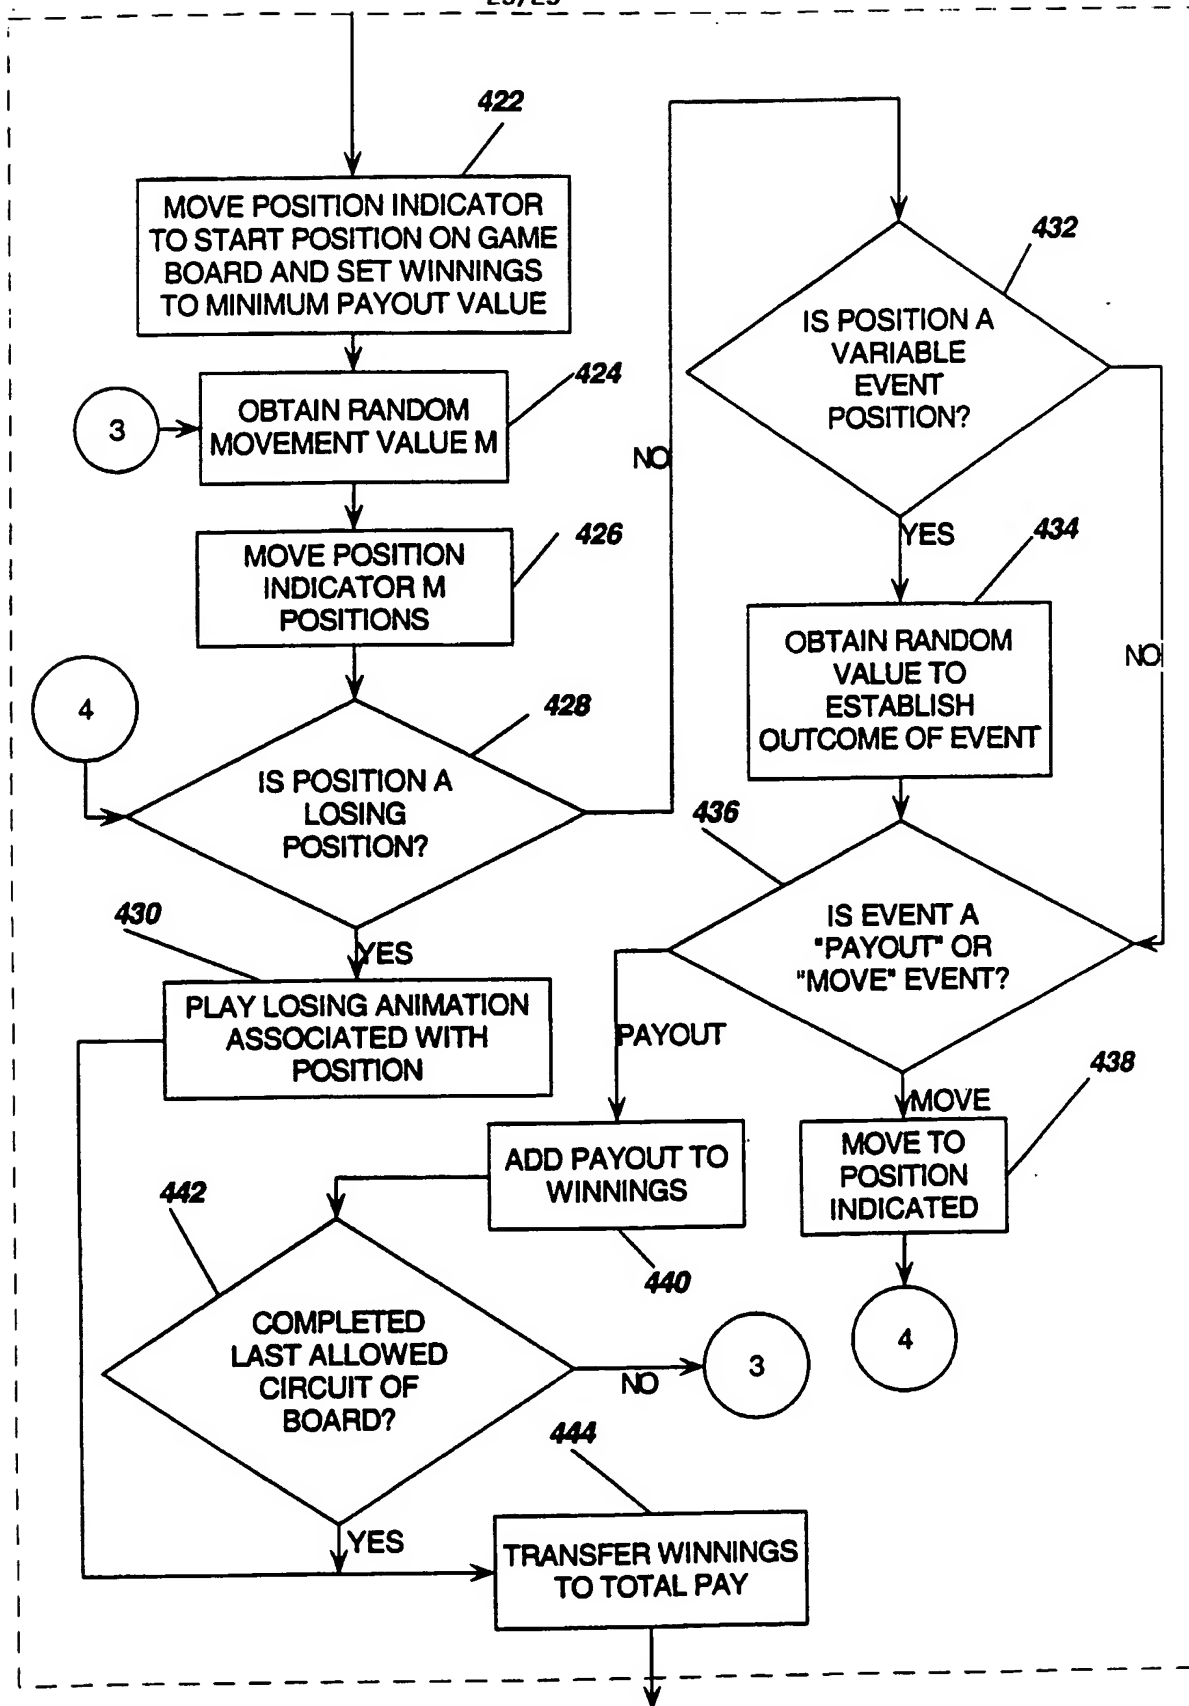 422
MOVE POSITION INDICATOR
TO START POSITION ON GAME
BOARD AND SET WINNINGS
TO MINIMUM PAYOUT VALUE
424
3
OBTAIN RANDOM
MOVEMENT VALUE M
426
MOVE POSITION
INDICATOR M
POSITIONS
4
428
IS POSITION A
LOSING
POSITION?
NO
430
YES
PLAY LOSING ANIMATION
ASSOCIATED WITH
POSITION
432
IS POSITION A
VARIABLE
EVENT
POSITION?
YES
434
NO
OBTAIN RANDOM
VALUE TO
ESTABLISH
OUTCOME OF EVENT
436
IS EVENT A
"PAYOUT" OR
"MOVE" EVENT?
PAYOUT
MOVE
438
MOVE TO
POSITION
INDICATED
4
ADD PAYOUT TO
WINNINGS
440
442
COMPLETED
LAST ALLOWED
CIRCUIT OF
BOARD?
NO
3
YES
444
TRANSFER WINNINGS
TO TOTAL PAY